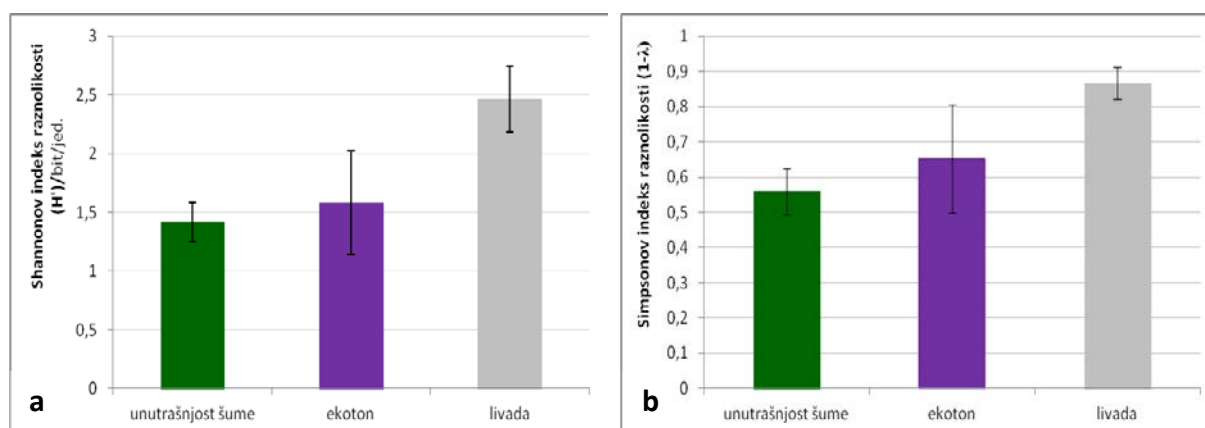 Shannonov indeks raznolikosti
(H')/bit/jed.
3
2,5
2
1,5
1
0,5
0
unutrašnjost šume
ekoton
livada
a
Simpsonov indeks raznolikosti (1-λ)
1
0,9
0,8
0,7
0,6
0,5
0,4
0,3
0,2
0,1
0
unutrašnjost šume
ekoton
livada
b